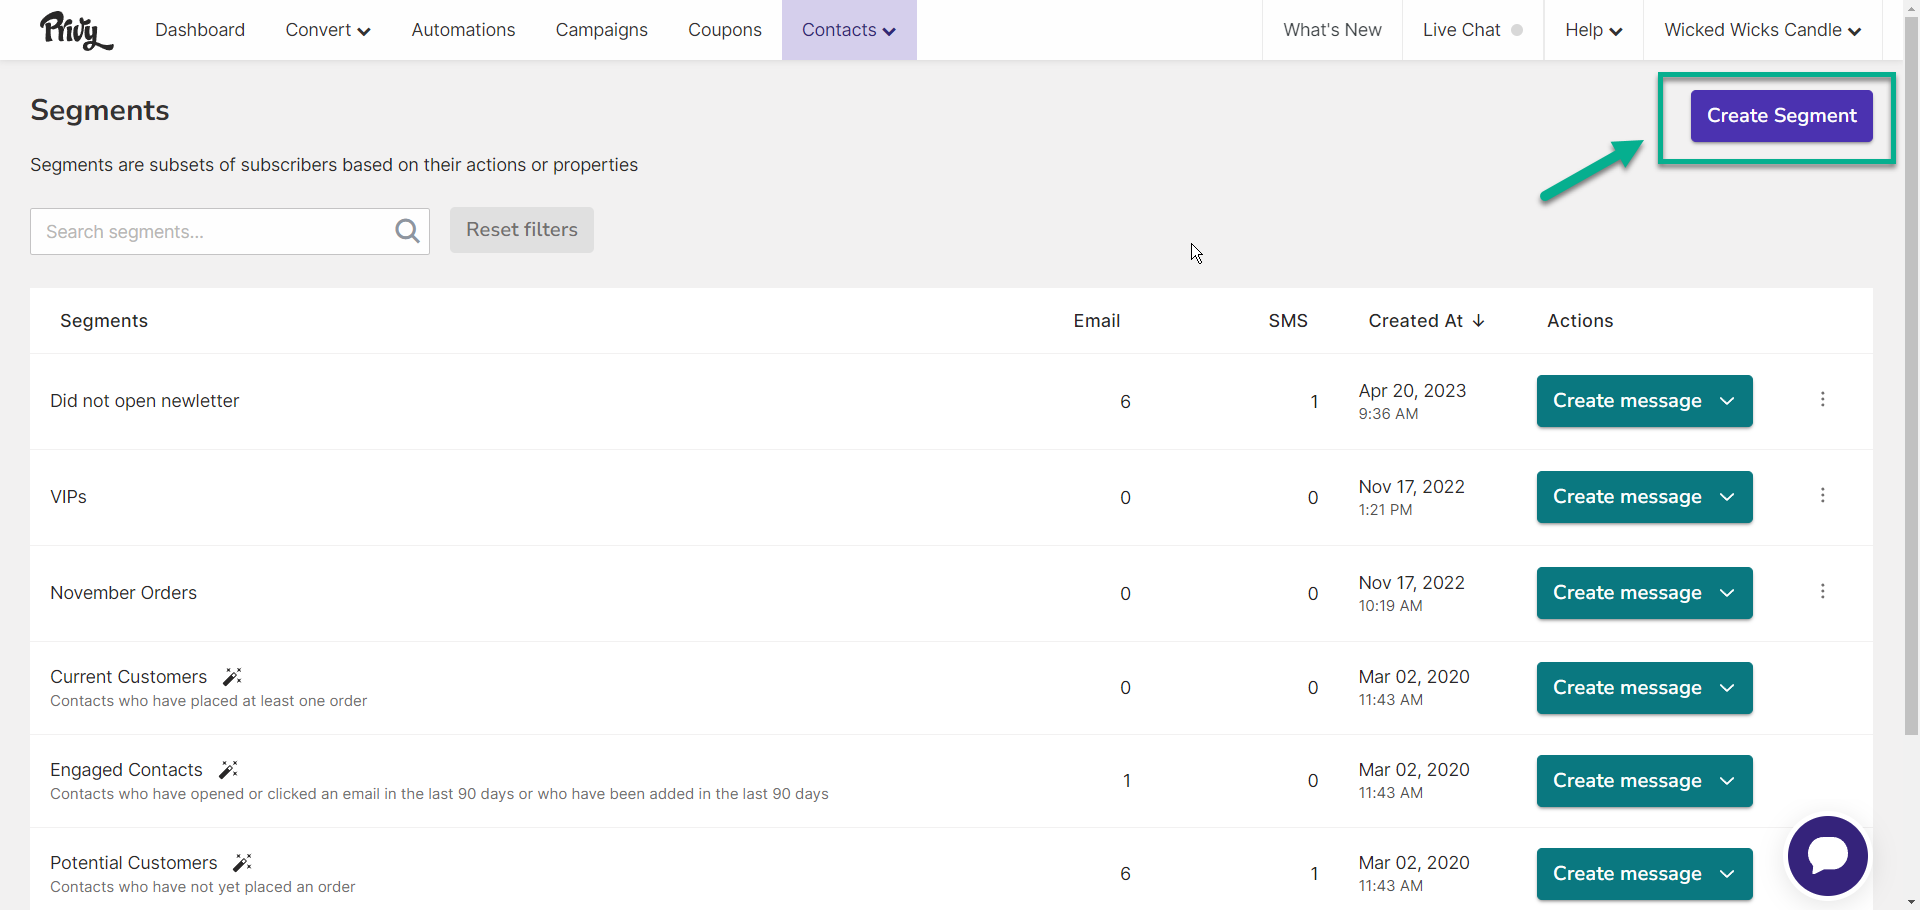 Privy
Dashboard Convert Automations Campaigns Coupons Contacts What's New Live Chat Help Wicked Wicks Candle
Segments
Create Segment
Segments are subsets of subscribers based on their actions or properties
Search segments... Reset filters
Segments Email SMS Created At ↓ Actions
Did not open newletter 6 1 Apr 20, 2023 Create message
9:36 AM
VIPs 0 0 Nov 17, 2022 Create message
1:21 PM
November Orders 0 0 Nov 17, 2022 Create message
10:19 AM
Current Customers 0 0 Mar 02, 2020 Create message
Contacts who have placed at least one order 11:43 AM
Engaged Contacts 1 0 Mar 02, 2020 Create message
Contacts who have opened or clicked an email in the last 90 days or who have been added in the last 90 days 11:43 AM
Potential Customers 6 1 Mar 02, 2020 Create message
Contacts who have not yet placed an order 11:43 AM